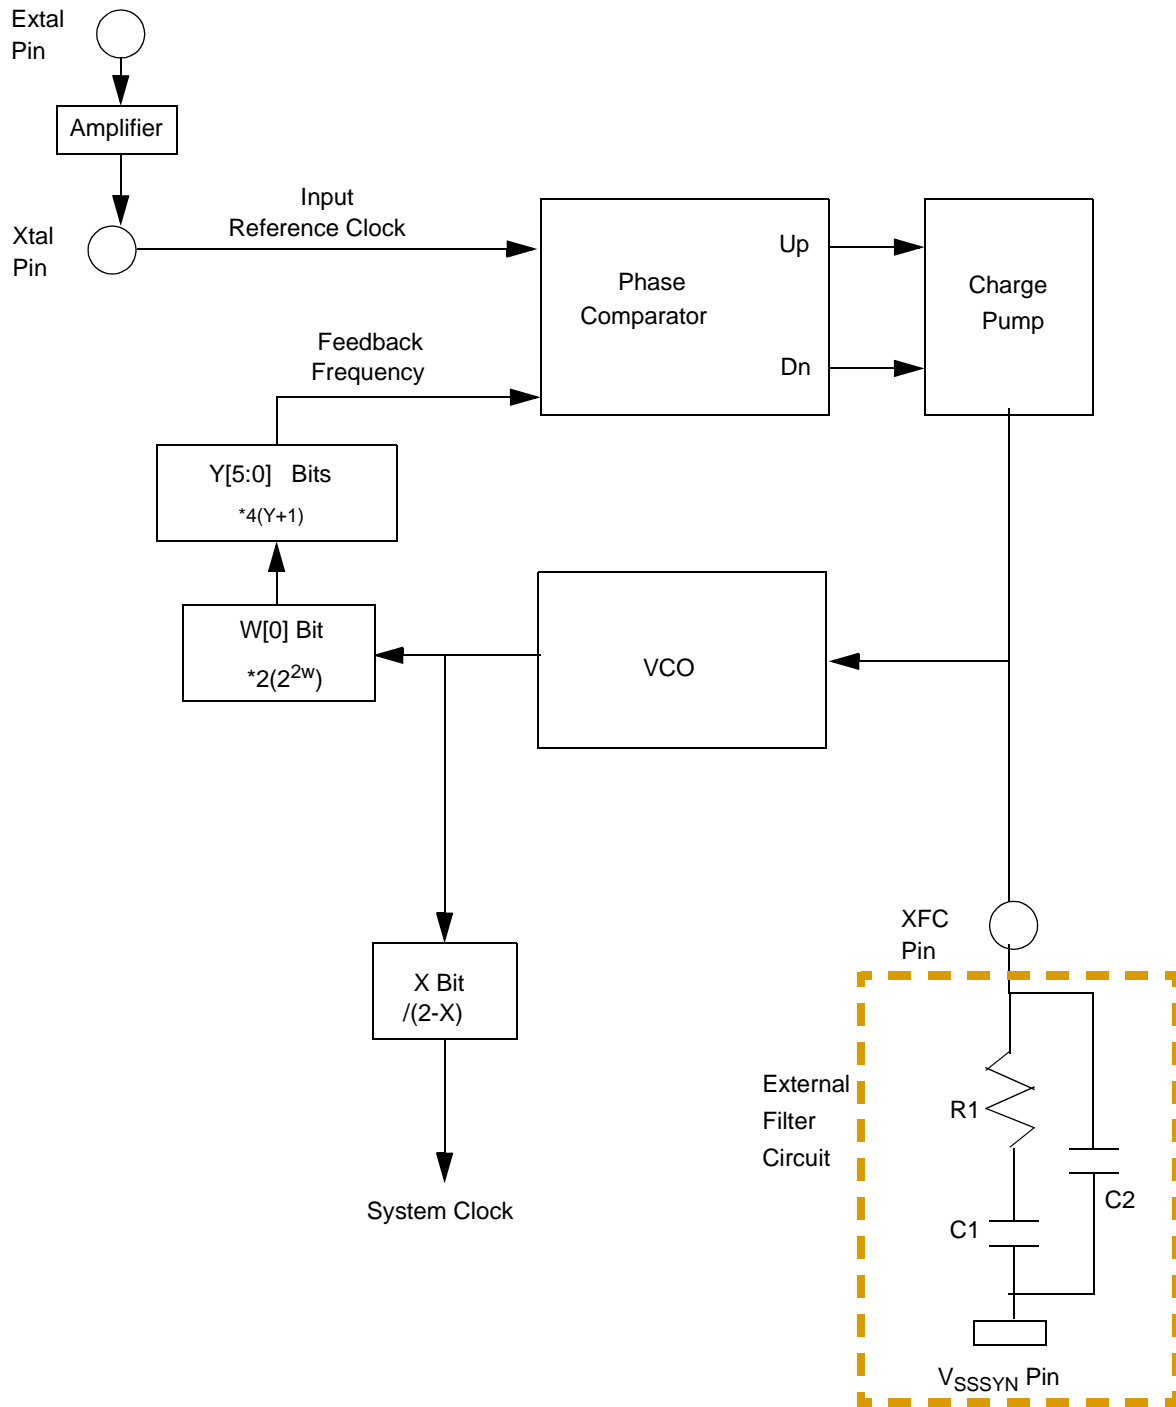 Extal
Pin
Amplifier
Xtal
Pin
Input
Reference Clock
Phase
Comparator
Up
Dn
Charge
Pump
Feedback
Frequency
Y[5:0] Bits
*4(Y+1)
W[0] Bit
*2(2^2w)
VCO
X Bit
/(2-X)
System Clock
XFC
Pin
External
Filter
Circuit
R1
C1
C2
VSSSYN Pin